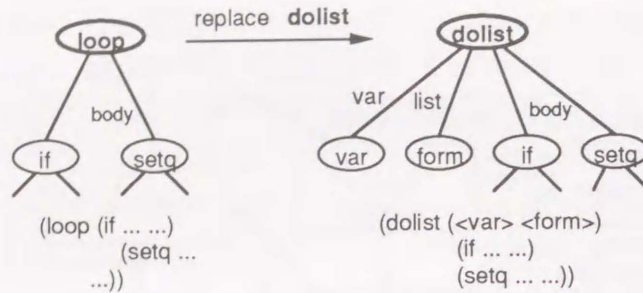 replace dolist
loop
dolist
var
list
body
body
if
setq
var
form
if
setq
(loop (if ... ...)
(setq ...
...))
(dolist (<var> <form>)
(if ... ...)
(setq ... ...))